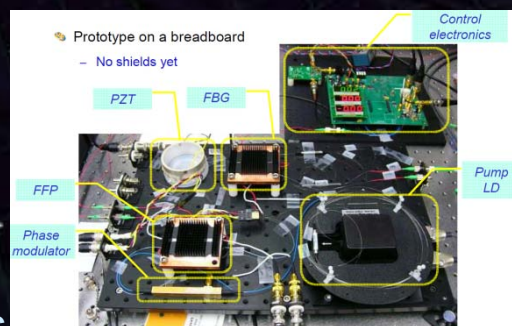 Prototype on a breadboard
– No shields yet
Control
electronics
PZT
FBG
FFP
Pump
LD
Phase
modulator